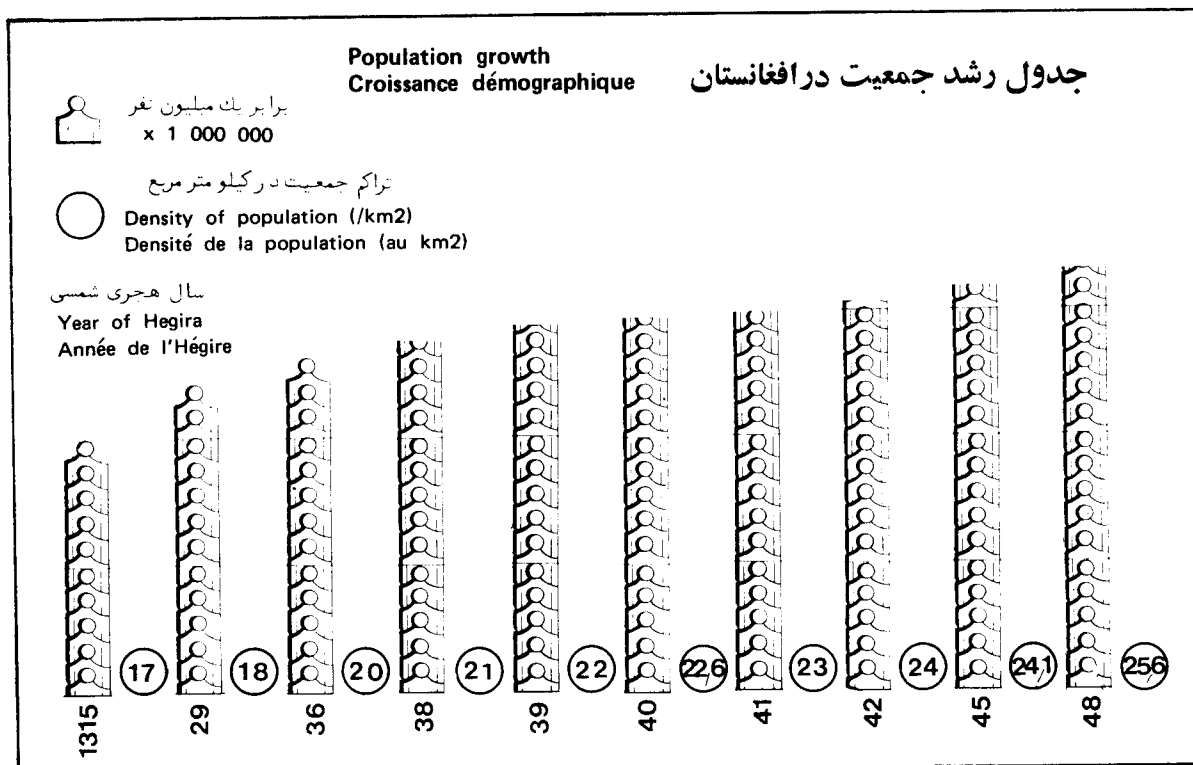 Population growth
Croissance démographique
جدول رشد جمعیت درافغانستان
برابر یك میلیون نفر
x 1 000 000
تراکم جمعیت در کیلو متر مربع
Density of population (/km2)
Densité de la population (au km2)
سال هجری شمسی
Year of Hegira
Année de l'Hégire
17 18 20 21 22 22,6 23 24 24,1 25,6
1315 29 36 38 39 40 41 42 45 48